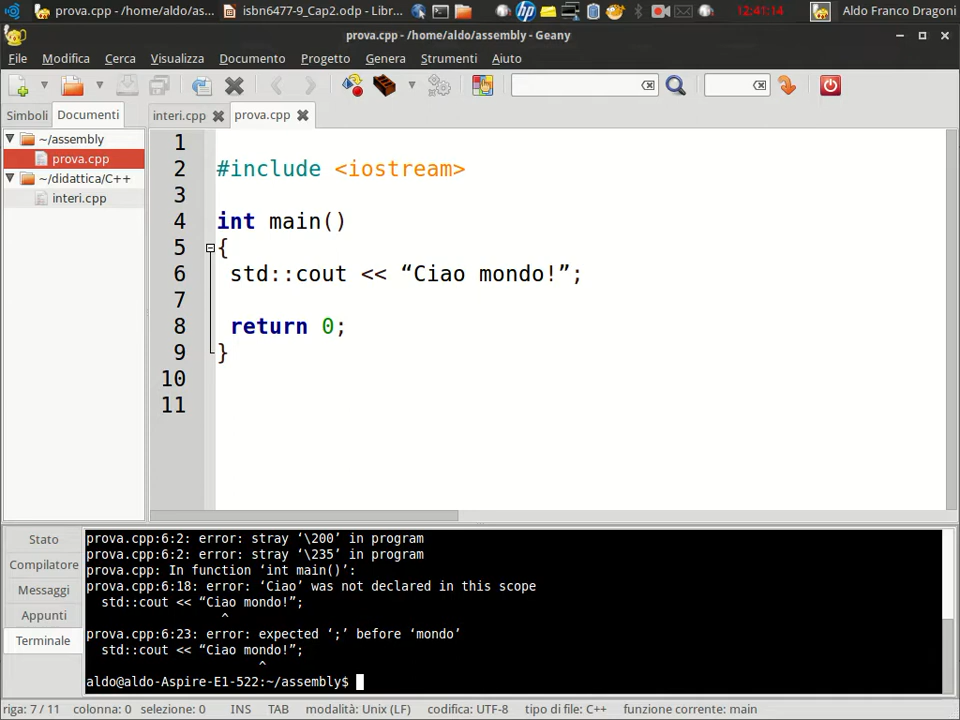 prova.cpp - /home/aldo/as...
isbn6477-9_Cap2.odp - Libr...
hp
12:41:14
Aldo Franco Dragoni
prova.cpp - /home/aldo/assembly - Geany
File Modifica Cerca Visualizza Documento Progetto Genera Strumenti Aiuto
Simboli Documenti
interi.cpp prova.cpp
~/assembly
prova.cpp
~/didattica/C++
interi.cpp
1
2 #include <iostream>
3
4 int main()
5 {
6 std::cout << “Ciao mondo!”;
7
8 return 0;
9 }
10
11
Stato
Compilatore
Messaggi
Appunti
Terminale
prova.cpp:6:2: error: stray ‘\200’ in program
prova.cpp:6:2: error: stray ‘\235’ in program
prova.cpp: In function ‘int main()’:
prova.cpp:6:18: error: ‘Ciao’ was not declared in this scope
std::cout << “Ciao mondo!”;
^
prova.cpp:6:23: error: expected ‘;’ before ‘mondo’
std::cout << “Ciao mondo!”;
^
aldo@aldo-Aspire-E1-522:~/assembly$
riga: 7 / 11 colonna: 0 selezione: 0 INS TAB modalità: Unix (LF) codifica: UTF-8 tipo di file: C++ funzione corrente: main